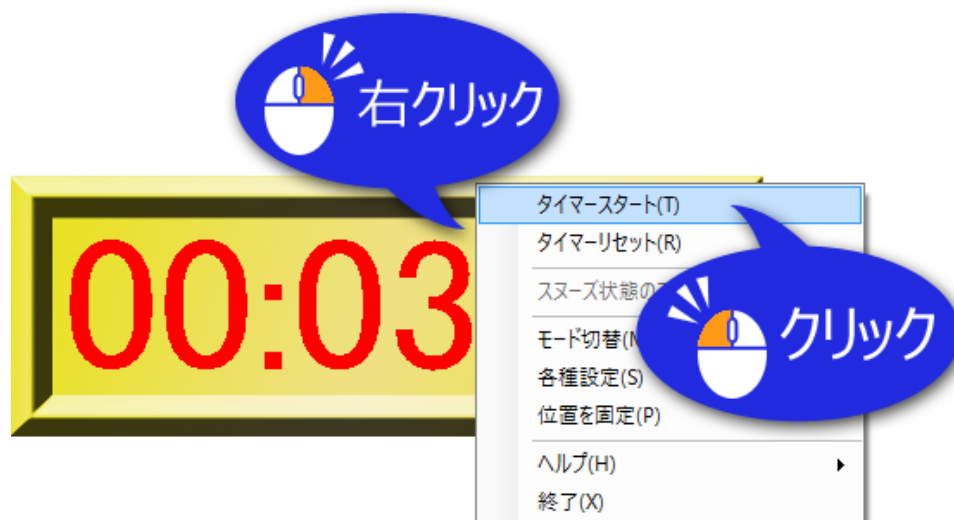 右クリック
00:03
タイマースタート(T)
タイマーリセット(R)
スヌーズ状態の
クリック
モード切替(
各種設定(S)
位置を固定(P)
ヘルプ(H)
終了(X)